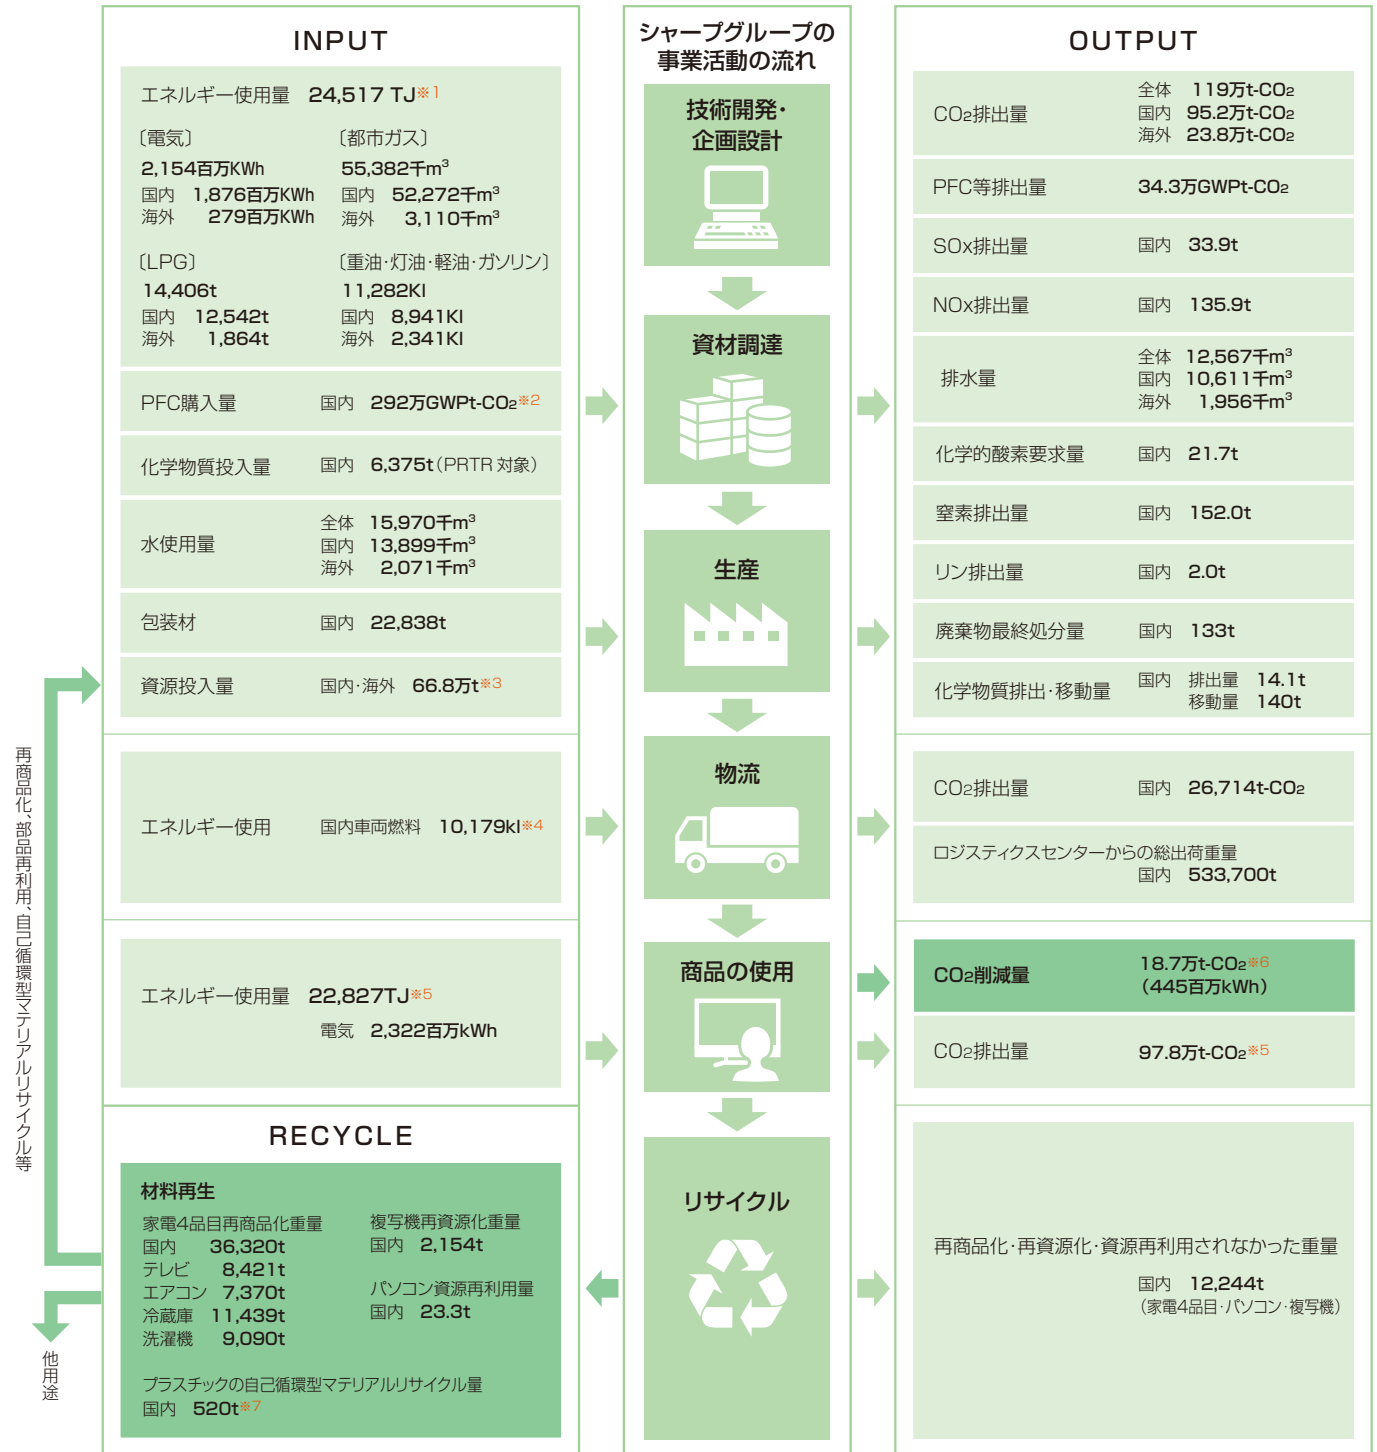 INPUT
エネルギー使用量 24,517 TJ※1
〔電気〕
2,154百万KWh
国内 1,876百万KWh
海外 279百万KWh
〔都市ガス〕
55,382千m³
国内 52,272千m³
海外 3,110千m³
〔LPG〕
14,406t
国内 12,542t
海外 1,864t
〔重油・灯油・軽油・ガソリン〕
11,282Kl
国内 8,941Kl
海外 2,341Kl
PFC購入量 国内 292万GWPt-CO₂※2
化学物質投入量 国内 6,375t（PRTR 対象）
水使用量
全体 15,970千m³
国内 13,899千m³
海外 2,071千m³
包装材 国内 22,838t
資源投入量 国内・海外 66.8万t※3
エネルギー使用 国内車両燃料 10,179kl※4
エネルギー使用量 22,827TJ※5
電気 2,322百万kWh
RECYCLE
材料再生
家電4品目再商品化重量
国内 36,320t
テレビ 8,421t
エアコン 7,370t
冷蔵庫 11,439t
洗濯機 9,090t
複写機再資源化重量
国内 2,154t
パソコン資源再利用量
国内 23.3t
プラスチックの自己循環型マテリアルリサイクル量
国内 520t※7
再商品化、部品再利用、自己循環型マテリアルリサイクル等
他用途
シャープグループの
事業活動の流れ
技術開発・
企画設計
資材調達
生産
物流
商品の使用
リサイクル
OUTPUT
CO₂排出量
全体 119万t-CO₂
国内 95.2万t-CO₂
海外 23.8万t-CO₂
PFC等排出量 34.3万GWPt-CO₂
SOx排出量 国内 33.9t
NOx排出量 国内 135.9t
排水量
全体 12,567千m³
国内 10,611千m³
海外 1,956千m³
化学的酸素要求量 国内 21.7t
窒素排出量 国内 152.0t
リン排出量 国内 2.0t
廃棄物最終処分量 国内 133t
化学物質排出・移動量 国内 排出量 14.1t
移動量 140t
CO₂排出量 国内 26,714t-CO₂
ロジスティクスセンターからの総出荷重量
国内 533,700t
CO₂削減量 18.7万t-CO₂※6
（445百万kWh）
CO₂排出量 97.8万t-CO₂※5
再商品化・再資源化・資源再利用されなかった重量
国内 12,244t
（家電4品目・パソコン・複写機）